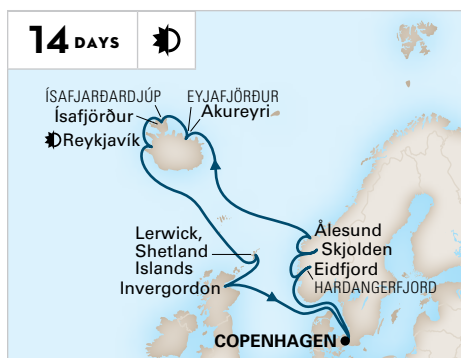 14 DAYS
ÍSAFJARÐARDJÚP
EYJAFJÖRÐUR
Ísafjörður
Akureyri
Reykjavík
Lerwick,
Shetland
Islands
Invergordon
Ålesund
Skjolden
Eidfjord
HARDANGERFJORD
COPENHAGEN